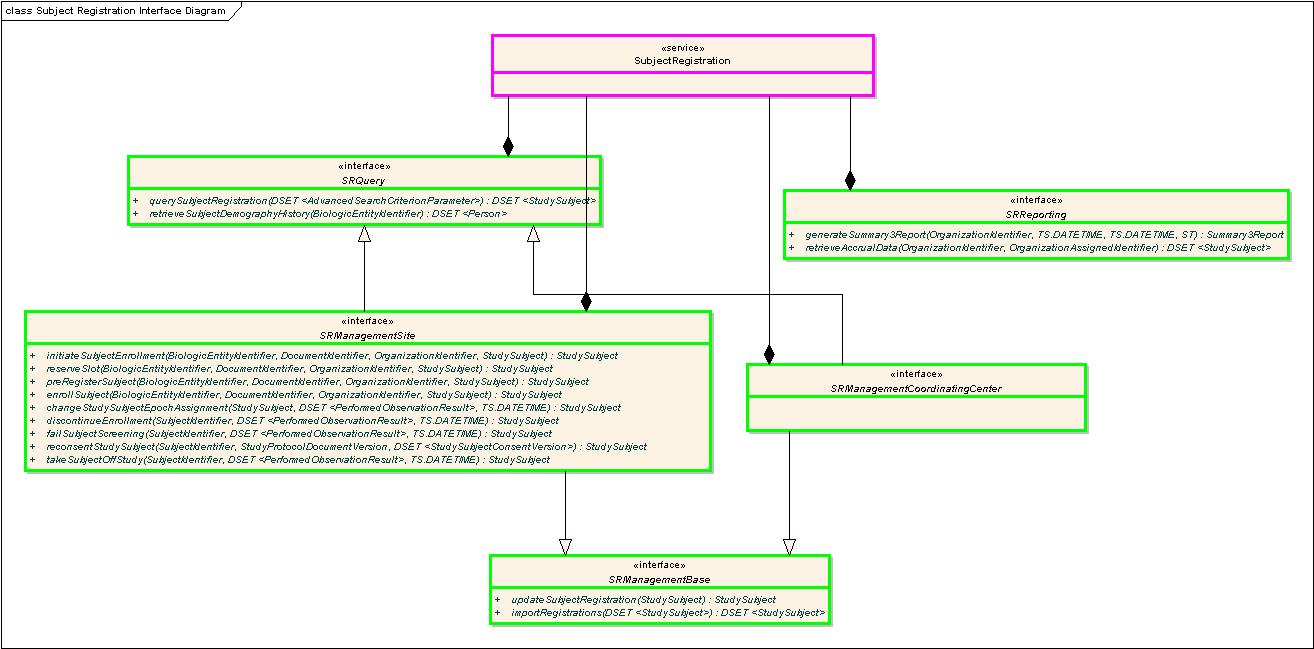 class Subject Registration Interface Diagram
«service»
SubjectRegistration
«interface»
SRQuery
+ querySubjectRegistration(DSET <AdvancedSearchCriterionParameter>) : DSET <StudySubject>
+ retrieveSubjectDemographyHistory(BiologicEntityIdentifier) : DSET <Person>
«interface»
SRReporting
+ generateSummary3Report(OrganizationIdentifier, TS.DATETIME, TS.DATETIME, ST) : Summary3Report
+ retrieveAccrualData(OrganizationIdentifier, OrganizationAssignedIdentifier) : DSET <StudySubject>
«interface»
SRManagementSite
+ initiateSubjectEnrollment(BiologicEntityIdentifier, DocumentIdentifier, OrganizationIdentifier, StudySubject) : StudySubject
+ reserveSlot(BiologicEntityIdentifier, DocumentIdentifier, OrganizationIdentifier, StudySubject) : StudySubject
+ preRegisterSubject(BiologicEntityIdentifier, DocumentIdentifier, OrganizationIdentifier, StudySubject) : StudySubject
+ enrollSubject(BiologicEntityIdentifier, DocumentIdentifier, OrganizationIdentifier, StudySubject) : StudySubject
+ changeStudySubjectEpochAssignment(StudySubject, DSET <PerformedObservationResult>, TS.DATETIME) : StudySubject
+ discontinueEnrollment(SubjectIdentifier, DSET <PerformedObservationResult>, TS.DATETIME) : StudySubject
+ failSubjectScreening(SubjectIdentifier, DSET <PerformedObservationResult>, TS.DATETIME) : StudySubject
+ reconsentStudySubject(SubjectIdentifier, StudyProtocolDocumentVersion, DSET <StudySubjectConsentVersion>) : StudySubject
+ takeSubjectOffStudy(SubjectIdentifier, DSET <PerformedObservationResult>, TS.DATETIME) : StudySubject
«interface»
SRManagementCoordinatingCenter
«interface»
SRManagementBase
+ updateSubjectRegistration(StudySubject) : StudySubject
+ importRegistrations(DSET <StudySubject>) : DSET <StudySubject>